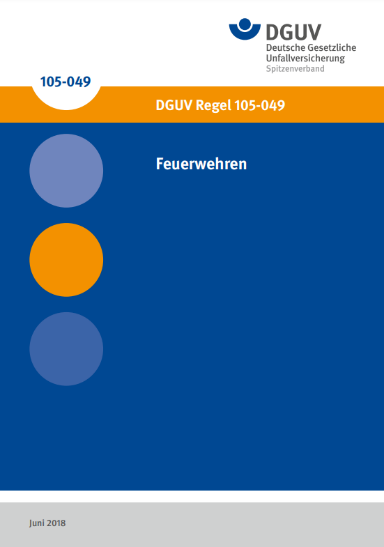 DGUV
Deutsche Gesetzliche
Unfallversicherung
Spitzenverband
105-049
DGUV Regel 105-049
Feuerwehren
Juni 2018